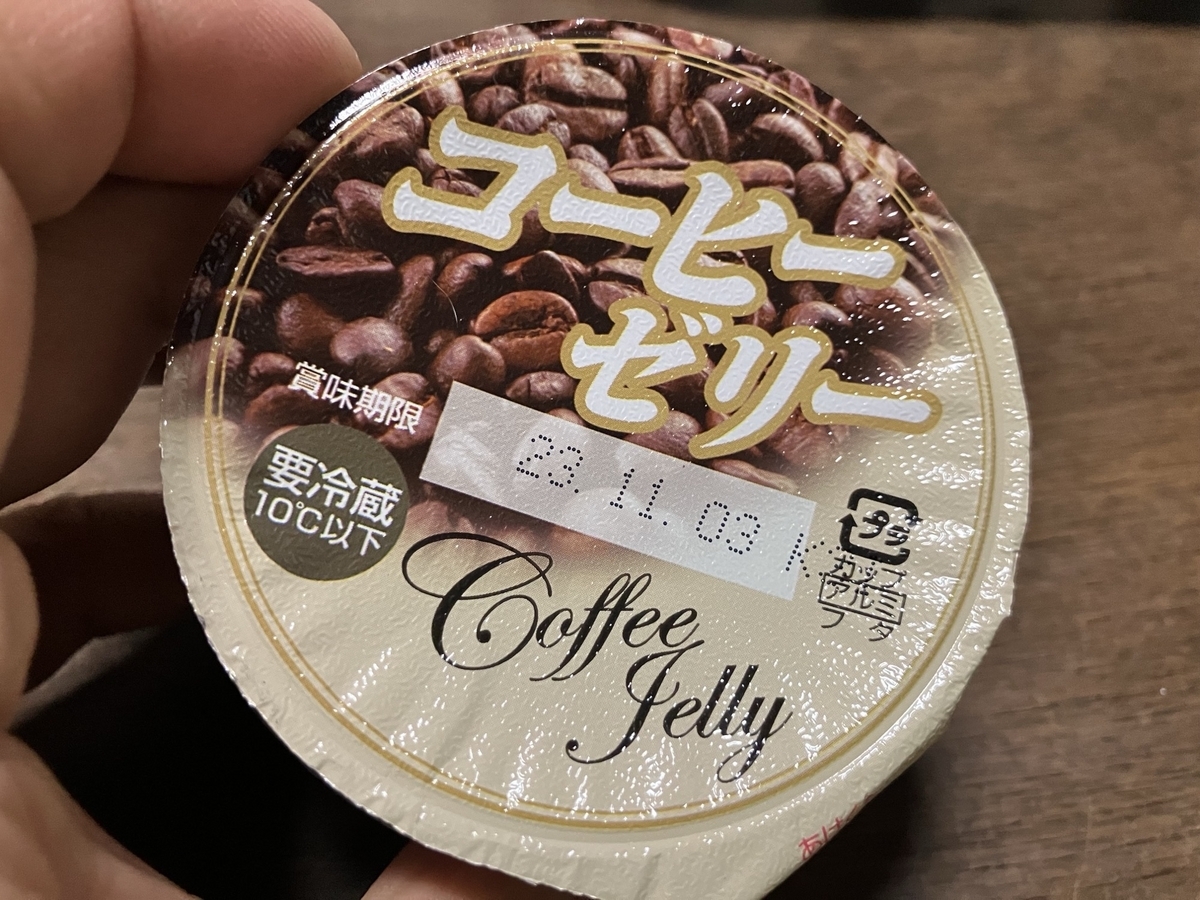 コーヒー
ゼリー
賞味期限
23.11.03
要冷蔵
10℃以下
プラ
カップ
フタ
アルミ
Coffee
Jelly